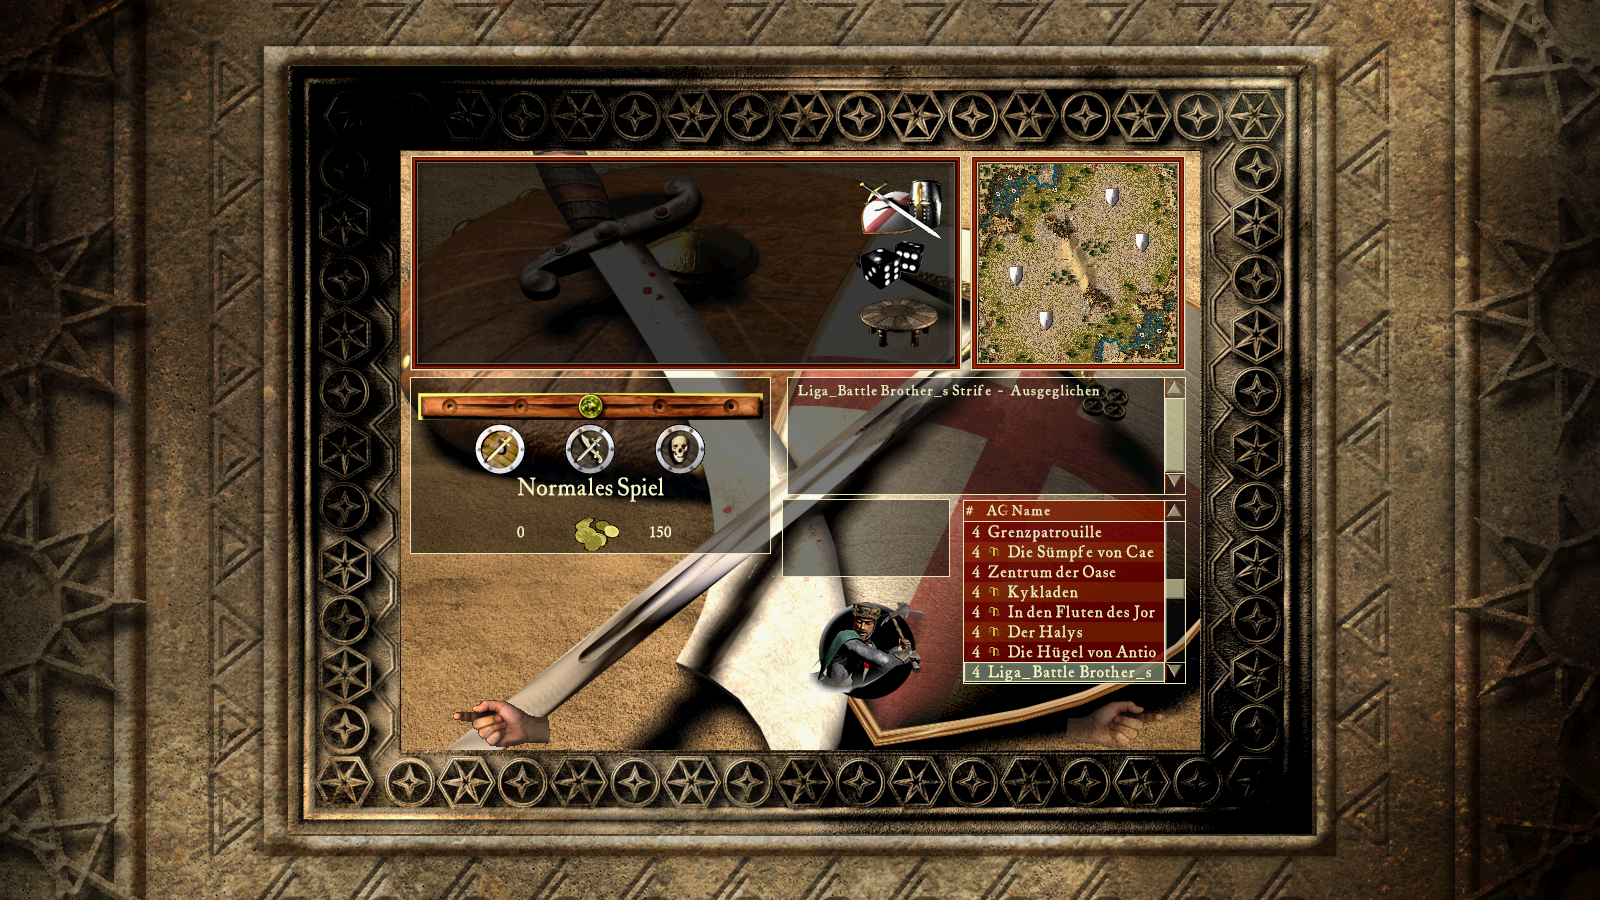 Liga_Battle Brother_s Strife - Ausgeglichen
Normales Spiel
0 150
# AG Name
4 Grenzpatrouille
4 Die Sümpfe von Cae
4 Zentrum der Oase
4 Kykladen
4 In den Fluten des Jor
4 Der Halys
4 Die Hügel von Antio
4 Liga_Battle Brother_s